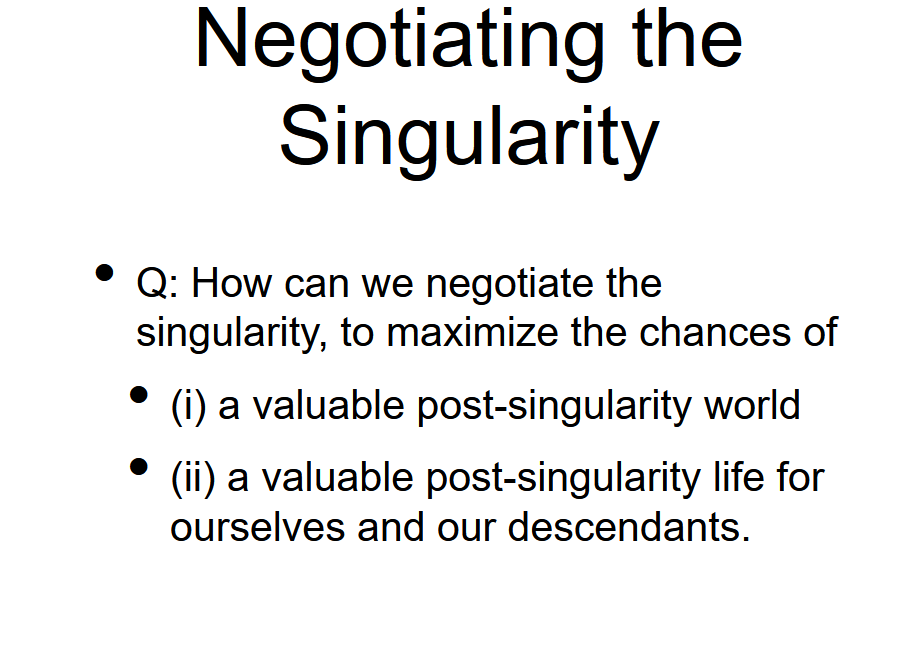 Negotiating the
Singularity
• Q: How can we negotiate the
singularity, to maximize the chances of
• (i) a valuable post-singularity world
• (ii) a valuable post-singularity life for
ourselves and our descendants.